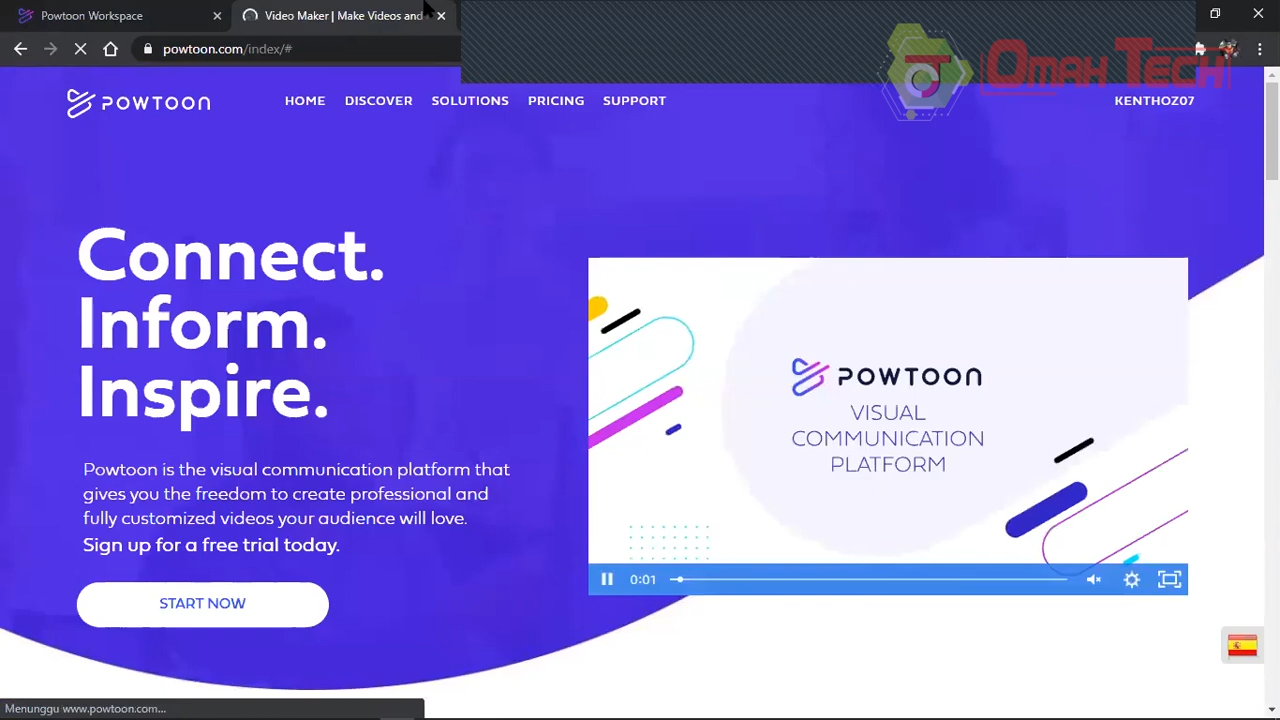 Powtoon Workspace
Video Maker | Make Videos and
powtoon.com/index/#
OMAH TECH
POWTOON
HOME DISCOVER SOLUTIONS PRICING SUPPORT
KENTHOZ07
Connect.
Inform.
Inspire.
Powtoon is the visual communication platform that
gives you the freedom to create professional and
fully customized videos your audience will love.
Sign up for a free trial today.
START NOW
POWTOON
VISUAL
COMMUNICATION
PLATFORM
0:01
Menunggu www.powtoon.com...